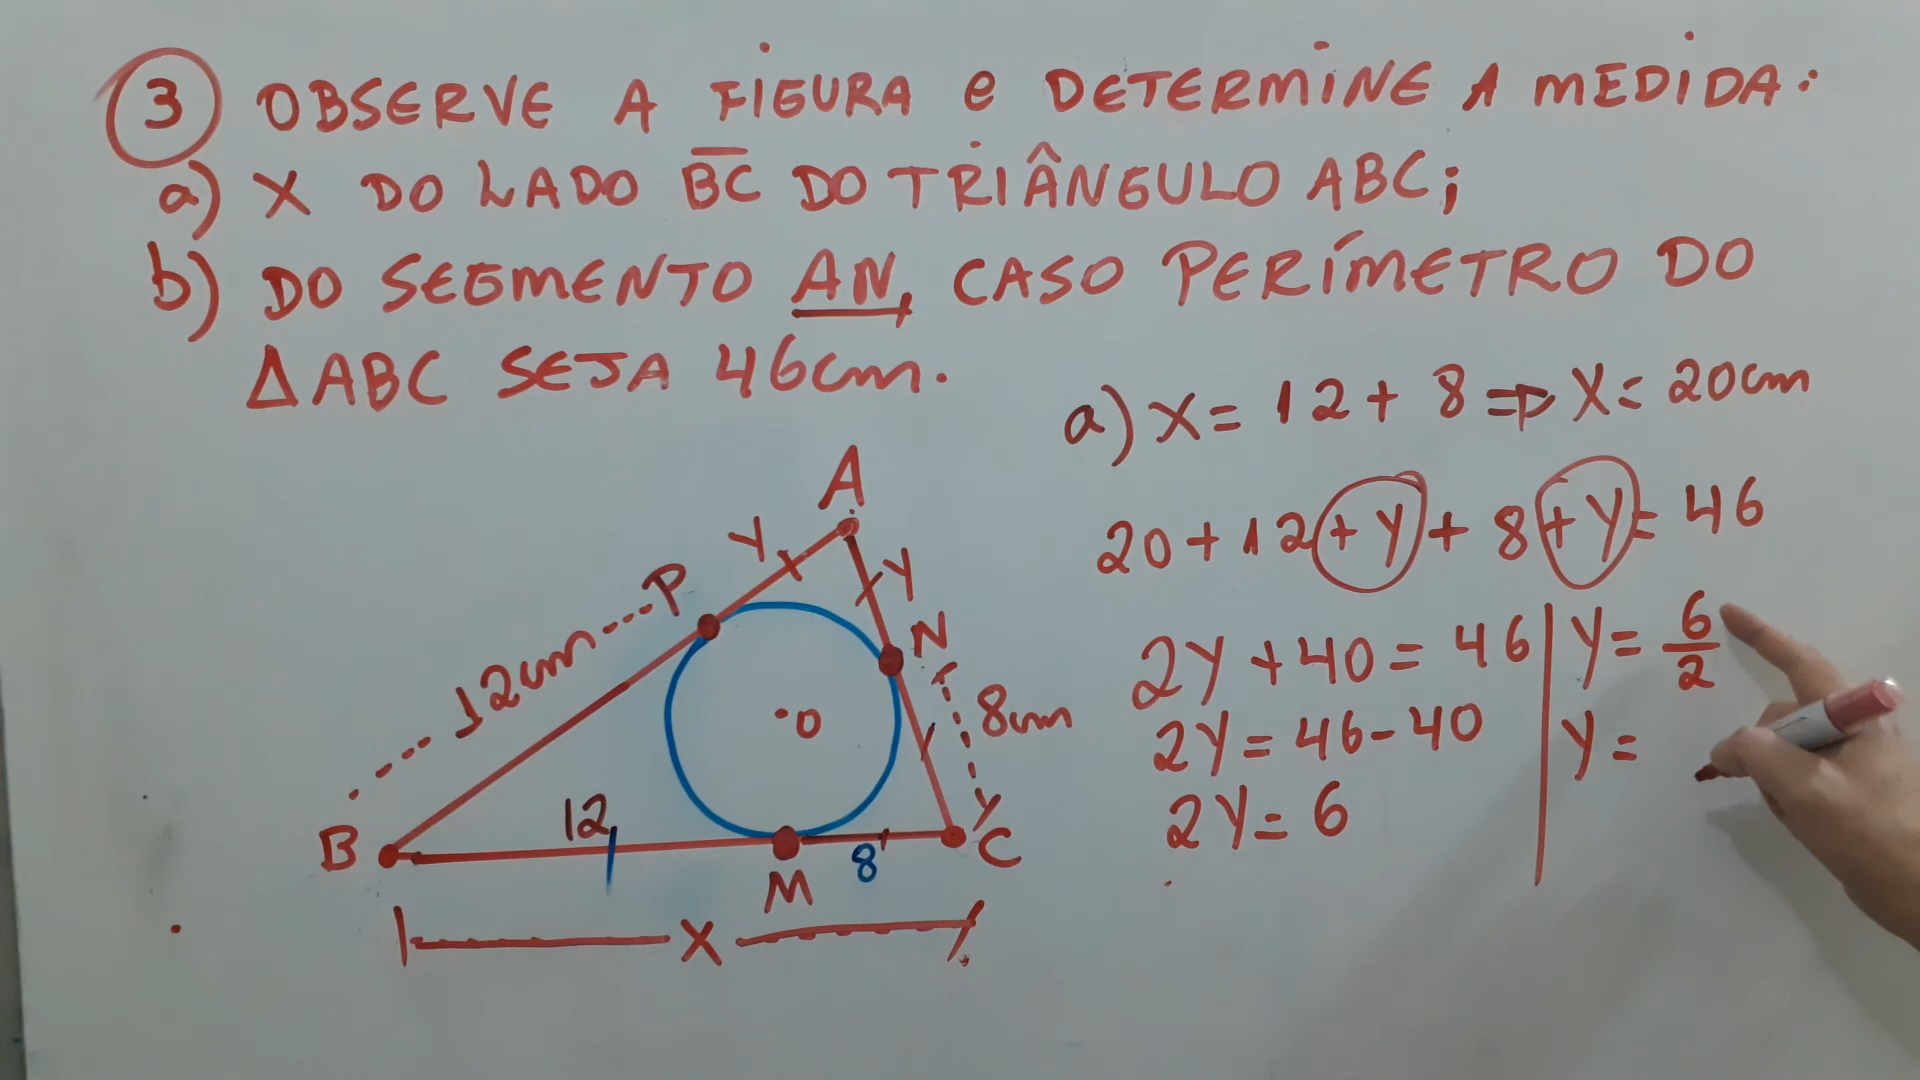 3 OBSERVE A FIGURA e DETERMINE A MEDIDA:
a) X DO LADO B̅C̅ DO TRIÂNGULO ABC;
b) DO SEGMENTO AN, CASO PERÍMETRO DO
Δ ABC SEJA 46cm.
a) X = 12 + 8 ⇒ X = 20cm
20 + 12 + Y + 8 + Y = 46
2Y + 40 = 46
2Y = 46 - 40
2Y = 6
Y = 6/2
Y =
A
Y
Y
P
12cm
N
8cm
O
12
B
C
8
M
X